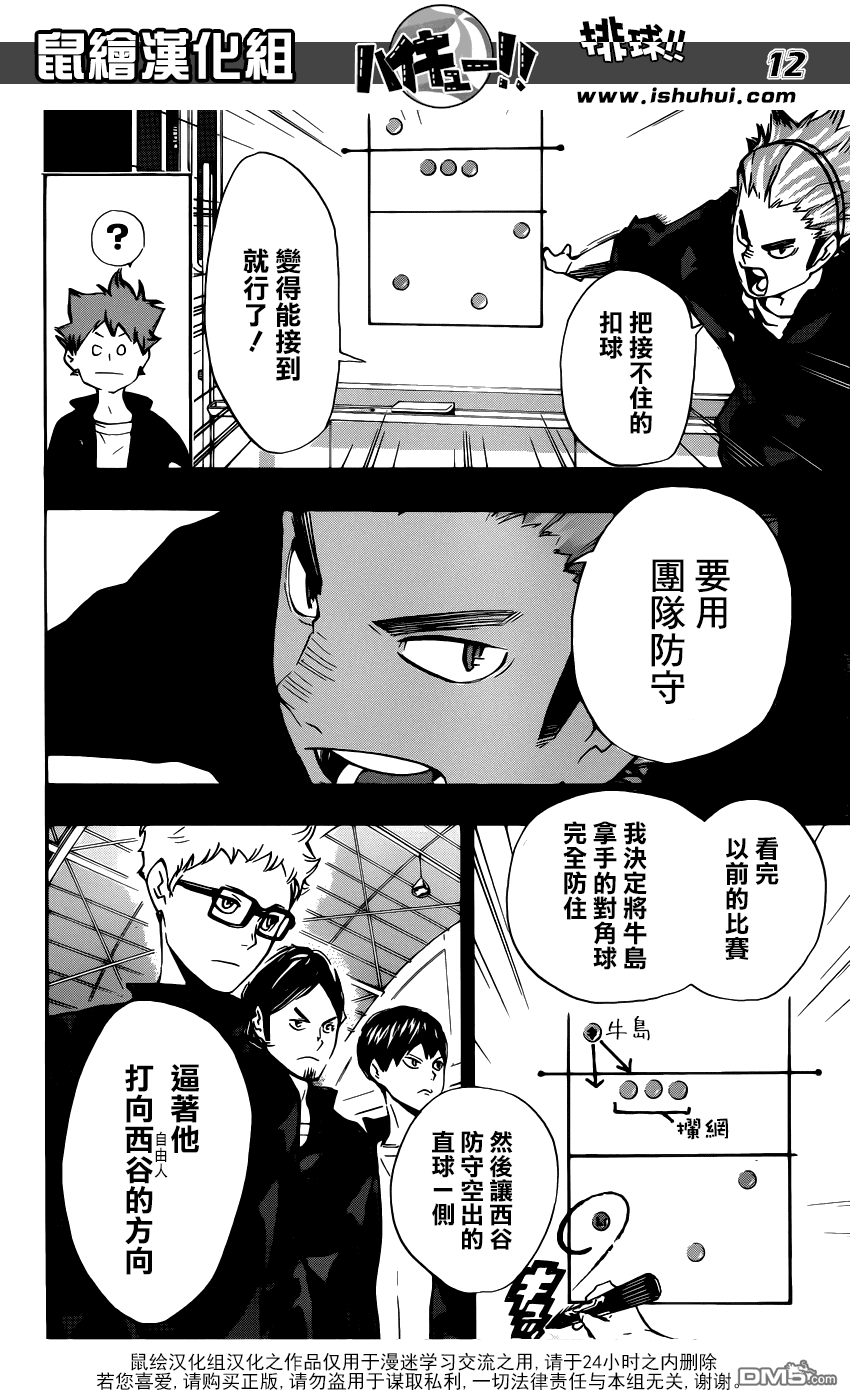 鼠繪漢化組
ハイキュー!!
排球!!
12
www.ishuhui.com
把接不住的
扣球
變得能接到
就行了！
？
要用
團隊防守
看完
以前的比賽
我決定將牛島
拿手的對角球
完全防住
牛島
攔網
然後讓西谷
防守空出的
直球一側
逼著他
打向西谷的方向
自由人
鼠绘汉化组汉化之作品仅用于漫迷学习交流之用, 请于24小时之内删除
若您喜爱, 请购买正版, 请勿盗用于谋取私利, 一切法律责任与本组无关, 谢谢。
DM5.com